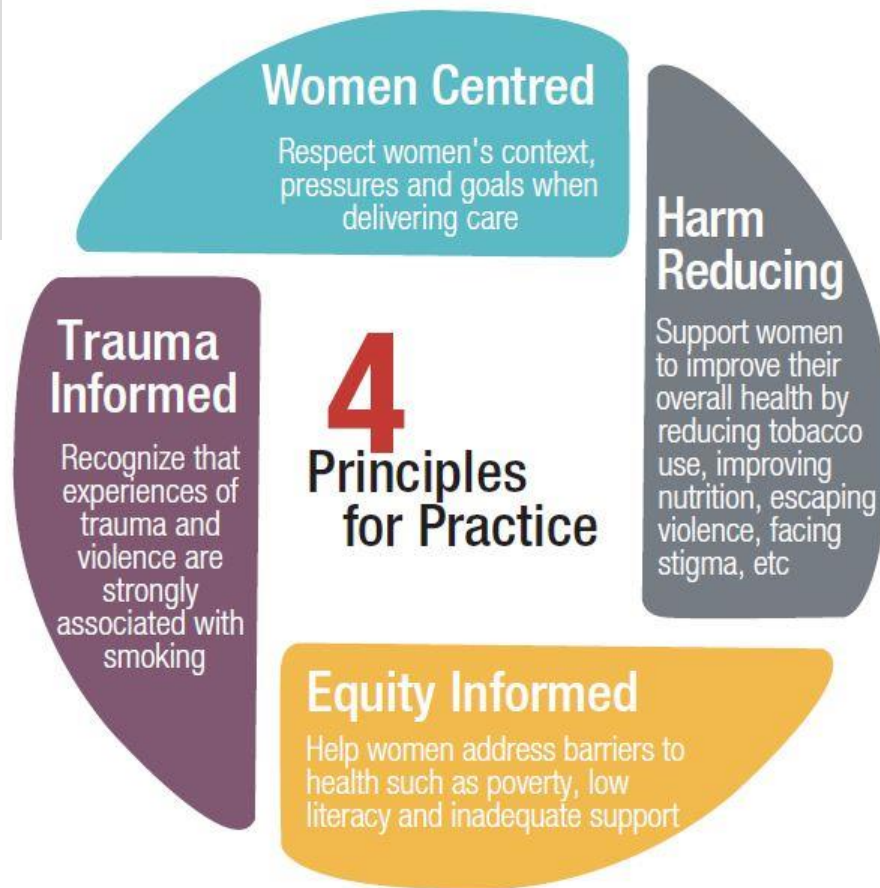 Women Centred
Respect women's context,
pressures and goals when
delivering care
Harm
Reducing
Support women
to improve their
overall health by
reducing tobacco
use, improving
nutrition, escaping
violence, facing
stigma, etc
Trauma
Informed
Recognize that
experiences of
trauma and
violence are
strongly
associated with
smoking
4
Principles
for Practice
Equity Informed
Help women address barriers to
health such as poverty, low
literacy and inadequate support